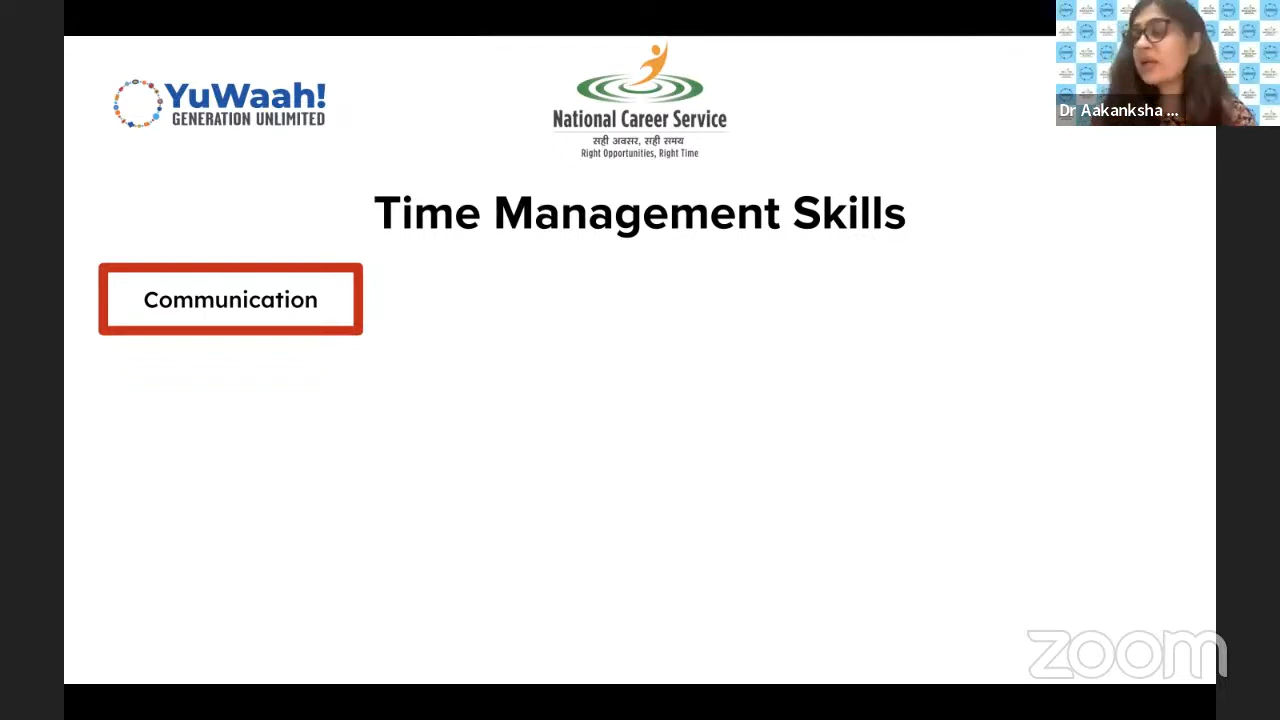 YuWaah!
GENERATION UNLIMITED
National Career Service
सही अवसर, सही समय
Right Opportunities, Right Time
Dr Aakanksha ...
Time Management Skills
Communication
zoom